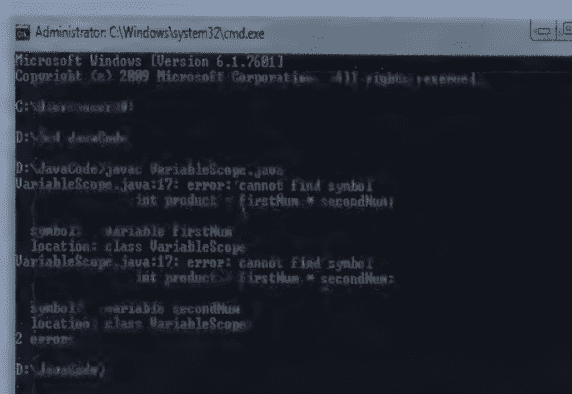 Administrator: C:\Windows\system32\cmd.exe
Microsoft Windows [Version 6.1.7601]
Copyright (c) 2009 Microsoft Corporation. All rights reserved.
D:\>cd JavaCode
D:\JavaCode>javac VariableScope.java
VariableScope.java:17: error: cannot find symbol
int product = firstNum * secondNum;
symbol: variable firstNum
location: class VariableScope
VariableScope.java:17: error: cannot find symbol
int product = firstNum * secondNum;
symbol: variable secondNum
location: class VariableScope
2 errors
D:\JavaCode>